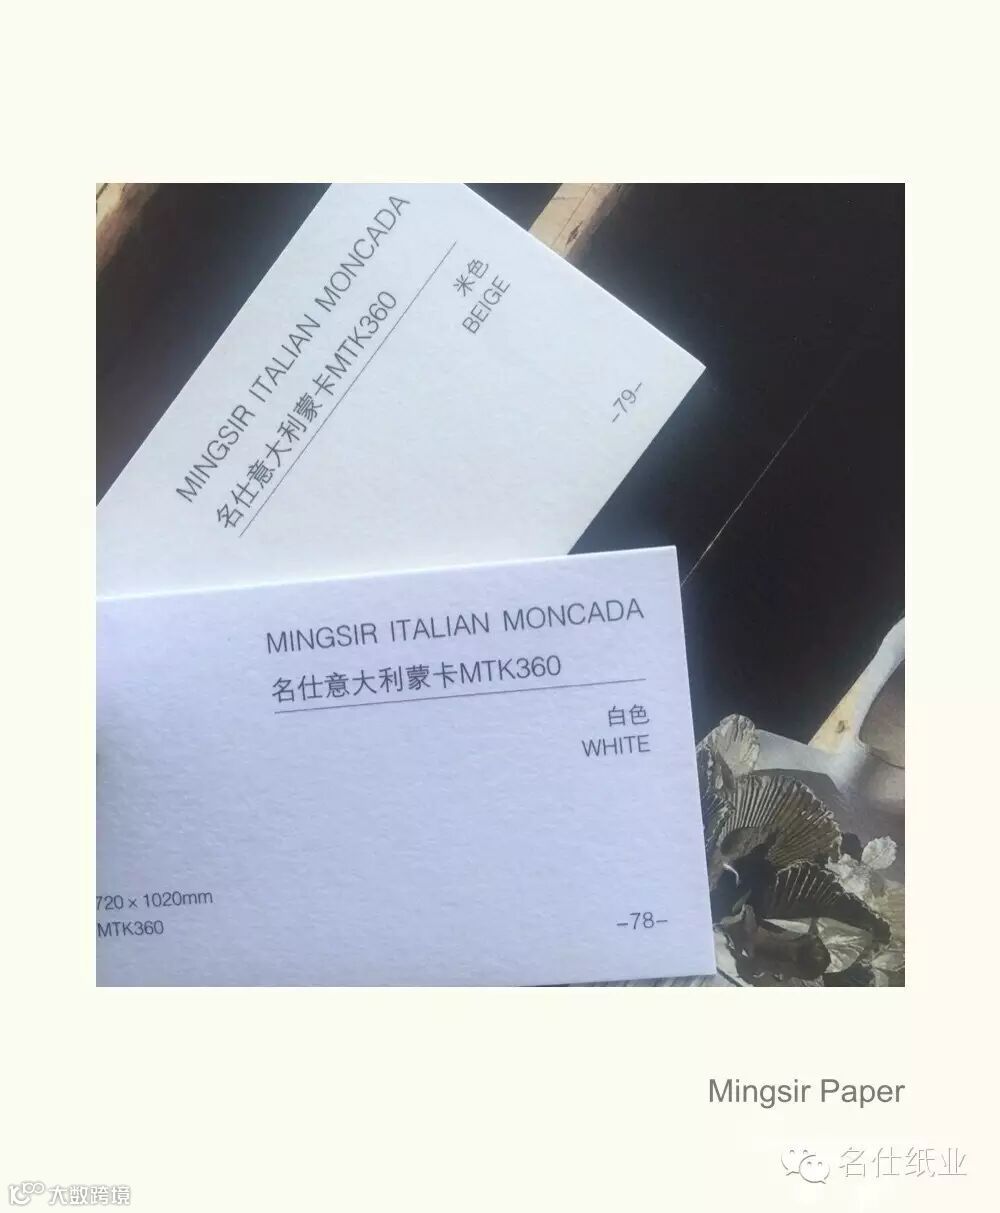 MINGSIR ITALIAN MONCADA
名仕意大利蒙卡MTK360
米色
BEIGE
–79–
MINGSIR ITALIAN MONCADA
名仕意大利蒙卡MTK360
白色
WHITE
720 × 1020mm
MTK360
–78–
Mingsir Paper
名仕纸业
大数跨境